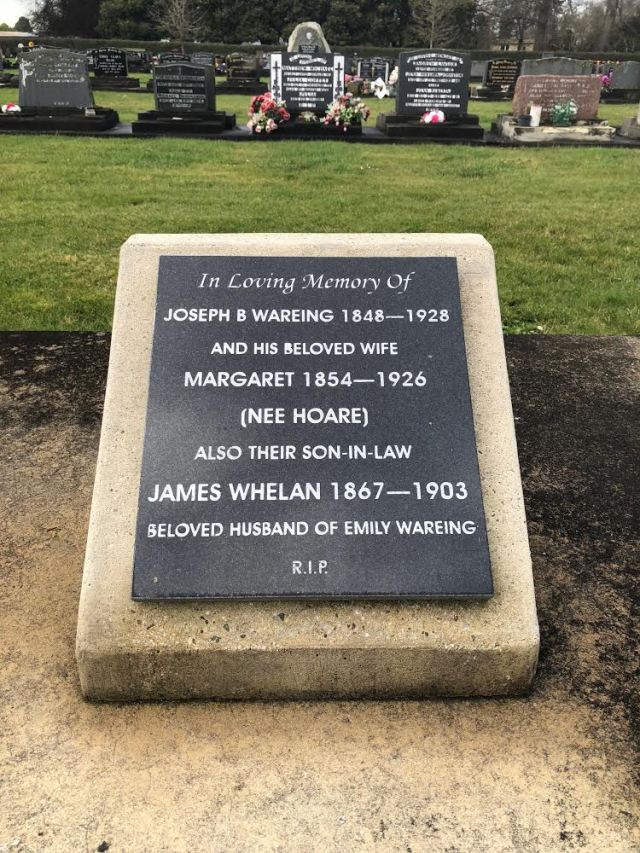 In Loving Memory Of
JOSEPH B WAREING 1848—1928
AND HIS BELOVED WIFE
MARGARET 1854—1926
(NEE HOARE)
ALSO THEIR SON-IN-LAW
JAMES WHELAN 1867—1903
BELOVED HUSBAND OF EMILY WAREING
R.I.P.